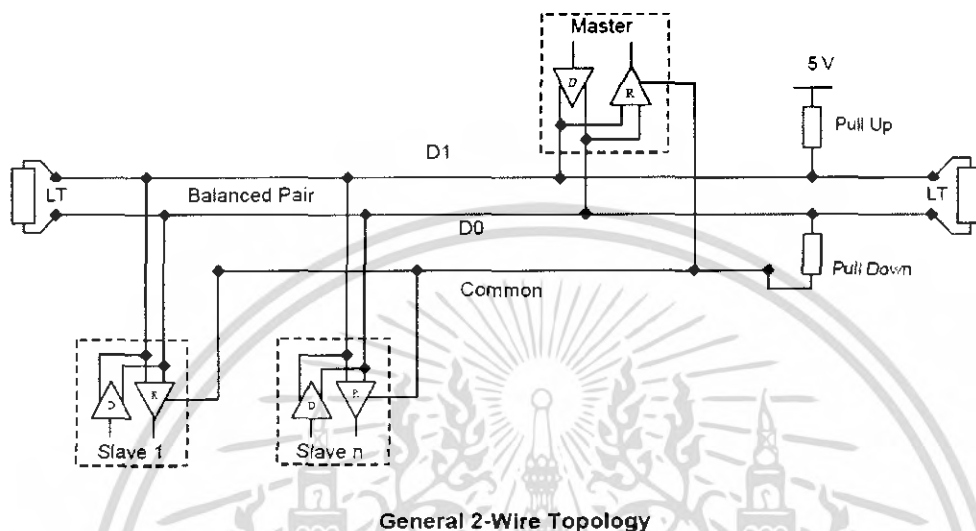 Master
D
R
5 V
Pull Up
D1
LT
Balanced Pair
LT
D0
Pull Down
Common
D
R
D
R
Slave 1
Slave n
General 2-Wire Topology